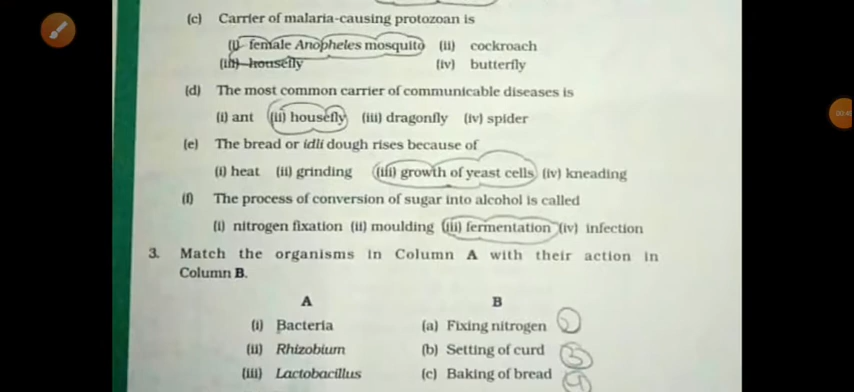 (c) Carrier of malaria-causing protozoan is
(i) female Anopheles mosquito (ii) cockroach
(iii) housefly (iv) butterfly
(d) The most common carrier of communicable diseases is
(i) ant (ii) housefly (iii) dragonfly (iv) spider
(e) The bread or idli dough rises because of
(i) heat (ii) grinding (iii) growth of yeast cells (iv) kneading
(f) The process of conversion of sugar into alcohol is called
(i) nitrogen fixation (ii) moulding (iii) fermentation (iv) infection
3. Match the organisms in Column A with their action in
Column B.
A B
(i) Bacteria (a) Fixing nitrogen
(ii) Rhizobium (b) Setting of curd
(iii) Lactobacillus (c) Baking of bread